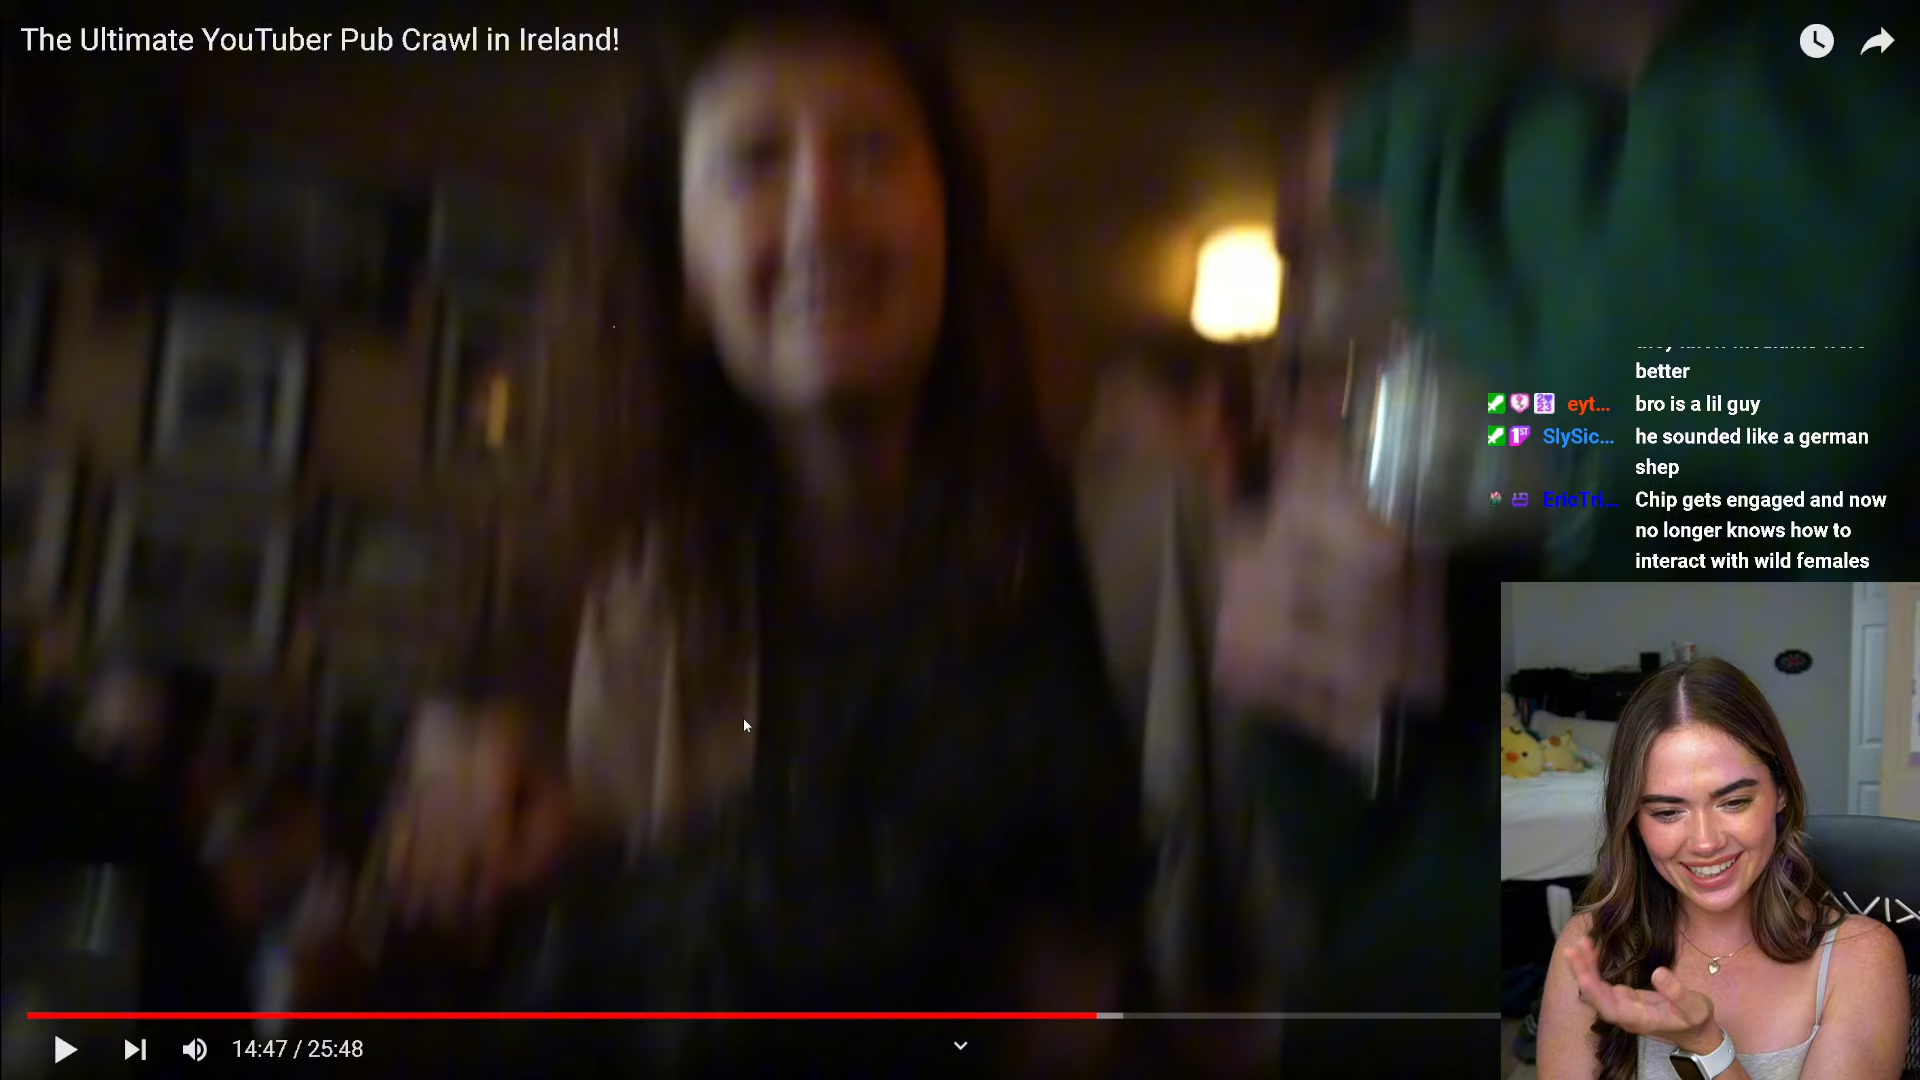 The Ultimate YouTuber Pub Crawl in Ireland!
better
eyt... bro is a lil guy
SlySic... he sounded like a german
shep
EricTri... Chip gets engaged and now
no longer knows how to
interact with wild females
14:47 / 25:48